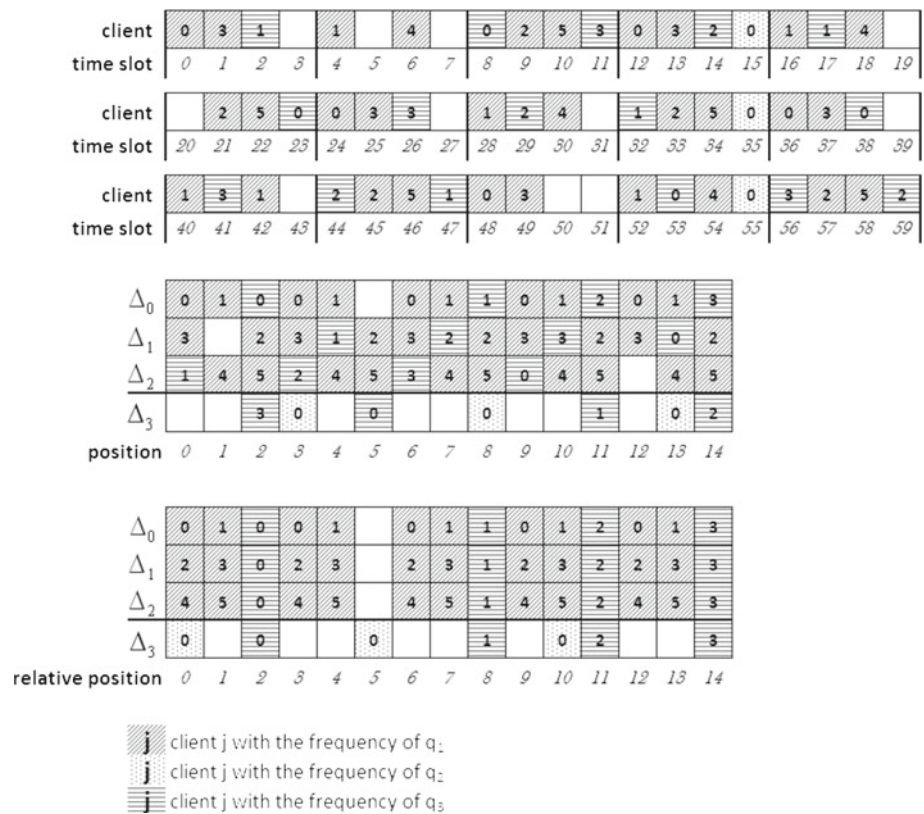 client 0 3 1 1 4 0 2 5 3 0 3 2 0 1 1 4
time slot 0 1 2 3 4 5 6 7 8 9 10 11 12 13 14 15 16 17 18 19
client 2 5 0 0 3 3 1 2 4 1 2 5 0 0 3 0
time slot 20 21 22 23 24 25 26 27 28 29 30 31 32 33 34 35 36 37 38 39
client 1 3 1 2 2 5 1 0 3 1 0 4 0 3 2 5 2
time slot 40 41 42 43 44 45 46 47 48 49 50 51 52 53 54 55 56 57 58 59
Δ₀ 0 1 0 0 1 0 1 1 0 1 2 0 1 3
Δ₁ 3 2 3 1 2 3 2 2 3 3 2 3 0 2
Δ₂ 1 4 5 2 4 5 3 4 5 0 4 5 4 5
Δ₃ 3 0 0 0 1 0 2
position 0 1 2 3 4 5 6 7 8 9 10 11 12 13 14
Δ₀ 0 1 0 0 1 0 1 1 0 1 2 0 1 3
Δ₁ 2 3 0 2 3 2 3 1 2 3 2 2 3 3
Δ₂ 4 5 0 4 5 4 5 1 4 5 2 4 5 3
Δ₃ 0 0 0 1 0 2 3
relative position 0 1 2 3 4 5 6 7 8 9 10 11 12 13 14
j client j with the frequency of q₁
j client j with the frequency of q₂
j client j with the frequency of q₃